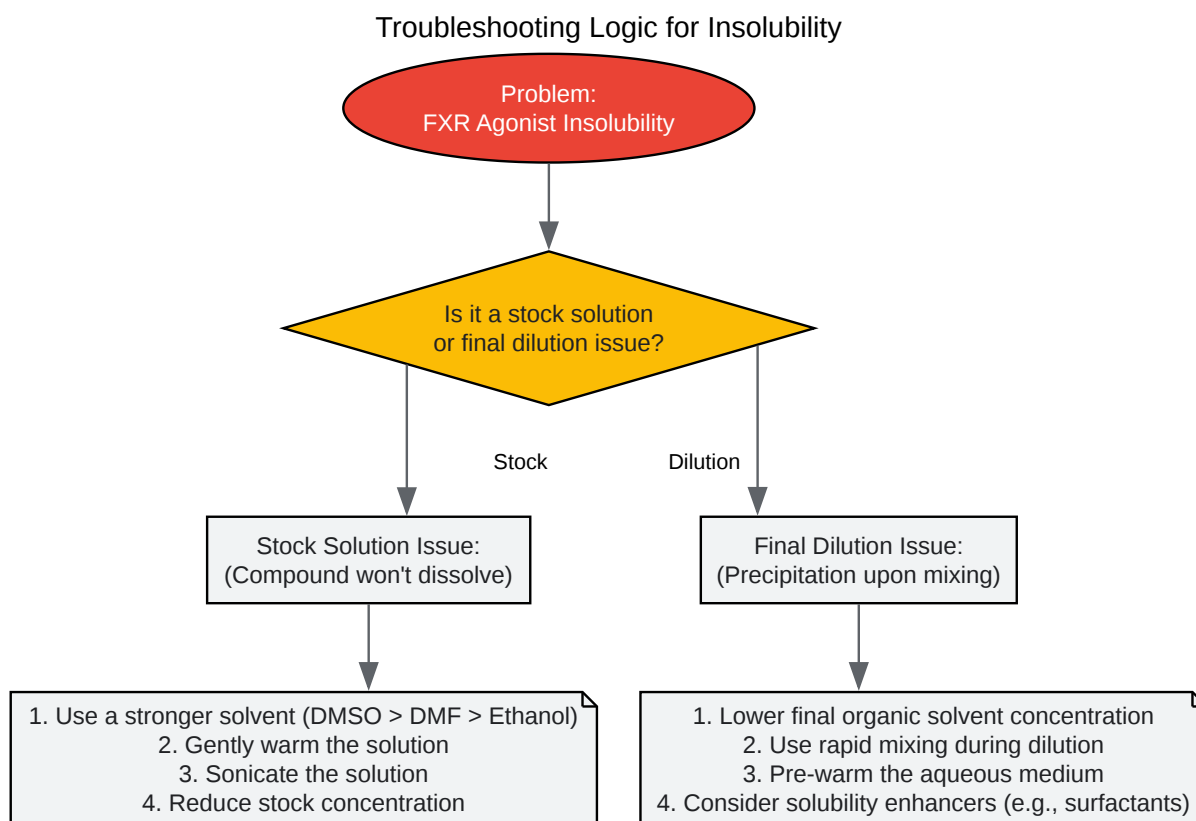 Troubleshooting Logic for Insolubility
Problem:
FXR Agonist Insolubility
Is it a stock solution
or final dilution issue?
Stock
Dilution
Stock Solution Issue:
(Compound won't dissolve)
Final Dilution Issue:
(Precipitation upon mixing)
1. Use a stronger solvent (DMSO > DMF > Ethanol)
2. Gently warm the solution
3. Sonicate the solution
4. Reduce stock concentration
1. Lower final organic solvent concentration
2. Use rapid mixing during dilution
3. Pre-warm the aqueous medium
4. Consider solubility enhancers (e.g., surfactants)